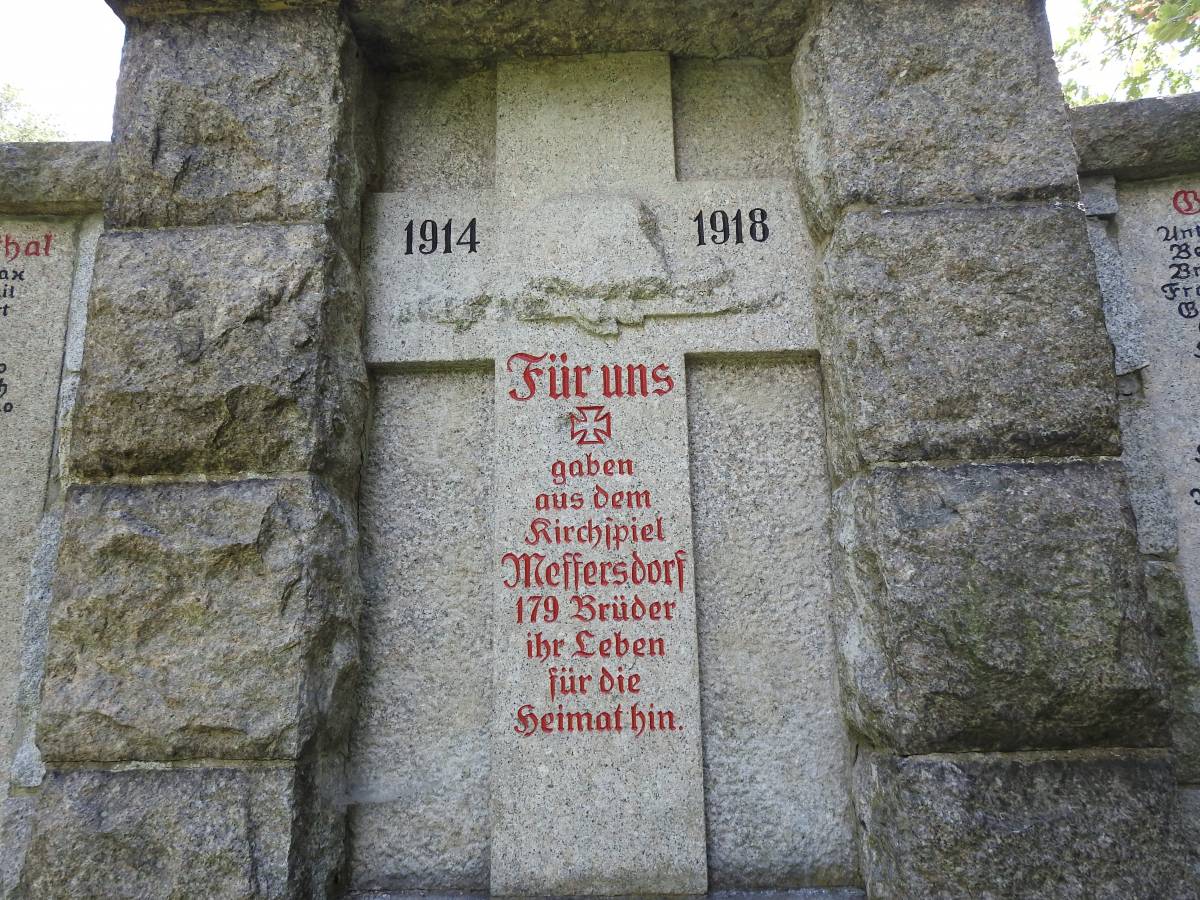 1914 1918
Für uns
gaben
aus dem
Kirchſpiel
Meffersdorf
179 Brüder
ihr Leben
für die
Heimat hin.